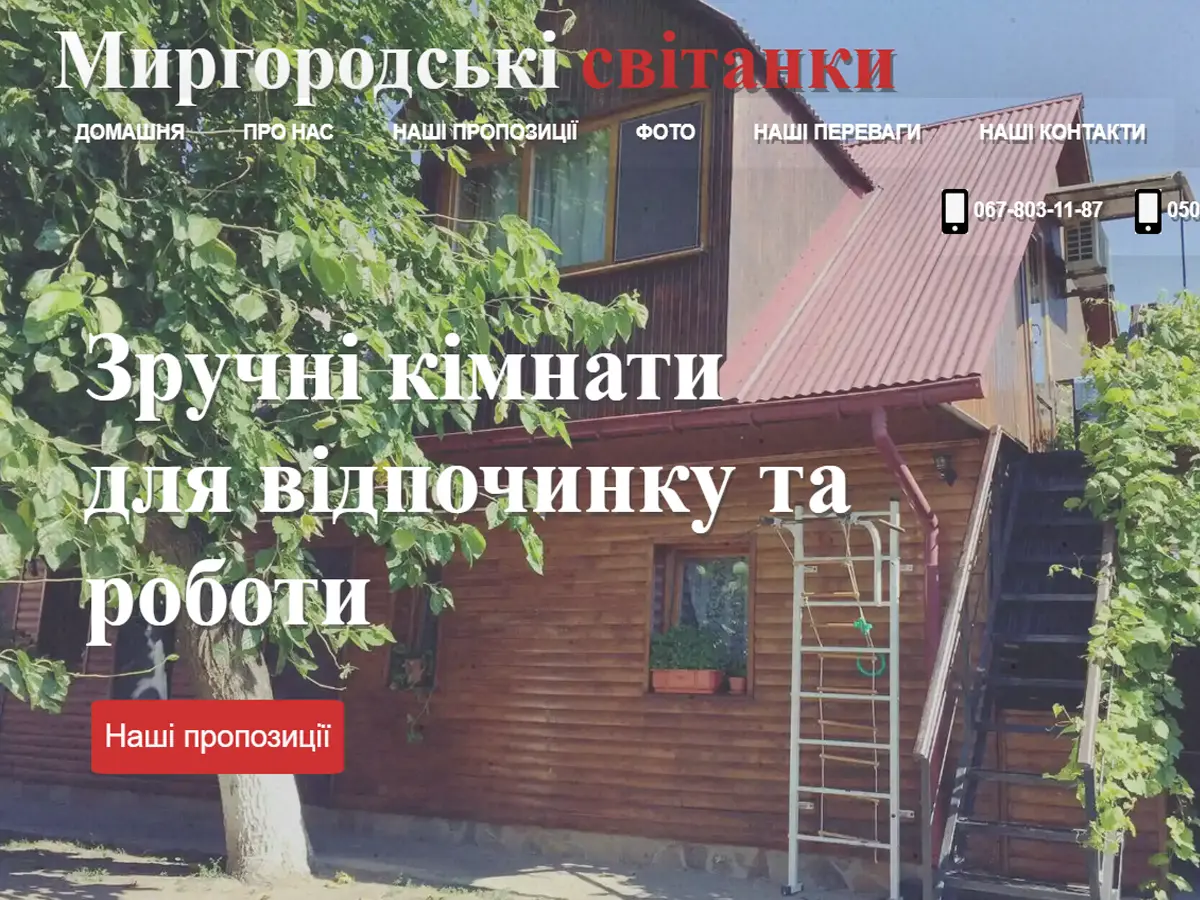 Миргородські світанки
ДОМАШНЯ ПРО НАС НАШІ ПРОПОЗИЦІЇ ФОТО НАШІ ПЕРЕВАГИ НАШІ КОНТАКТИ
067-803-11-87 050
Зручні кімнати
для відпочинку та
роботи
Наші пропозиції